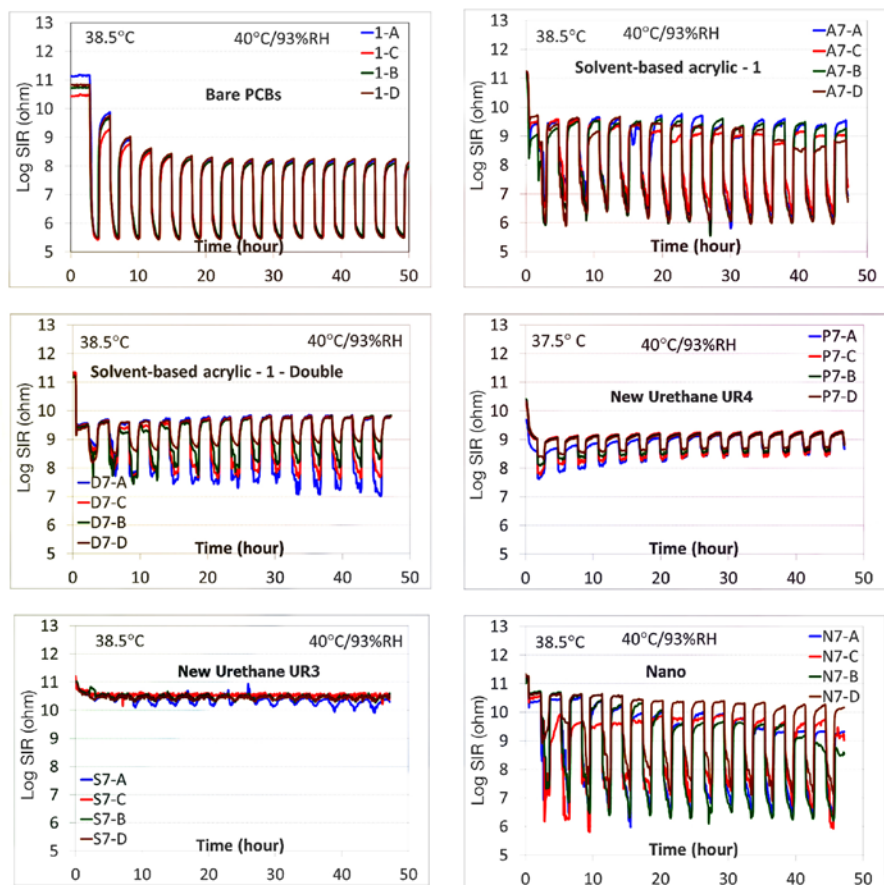 38.5°C 40°C/93%RH
1-A
1-C
1-B
1-D
Bare PCBs
Log SIR (ohm)
13
12
11
10
9
8
7
6
5
0 10 20 30 40 50
Time (hour)
38.5°C 40°C/93%RH
A7-A
A7-C
A7-B
A7-D
Solvent-based acrylic - 1
Log SIR (ohm)
13
12
11
10
9
8
7
6
5
0 10 20 30 40 50
Time (hour)
38.5°C 40°C/93%RH
Solvent-based acrylic - 1 - Double
Log SIR (ohm)
13
12
11
10
9
8
7
6
5
D7-A
D7-C
D7-B
D7-D
Time (hour)
0 10 20 30 40 50
37.5° C 40°C/93%RH
P7-A
P7-C
P7-B
P7-D
New Urethane UR4
Log SIR (ohm)
13
12
11
10
9
8
7
6
5
Time (hour)
0 10 20 30 40 50
38.5°C 40°C/93%RH
New Urethane UR3
Log SIR (ohm)
13
12
11
10
9
8
7
6
5
S7-A
S7-C
S7-B
S7-D
Time (hour)
0 10 20 30 40 50
38.5°C 40°C/93%RH
N7-A
N7-C
N7-B
N7-D
Nano
Log SIR (ohm)
13
12
11
10
9
8
7
6
5
Time (hour)
0 10 20 30 40 50